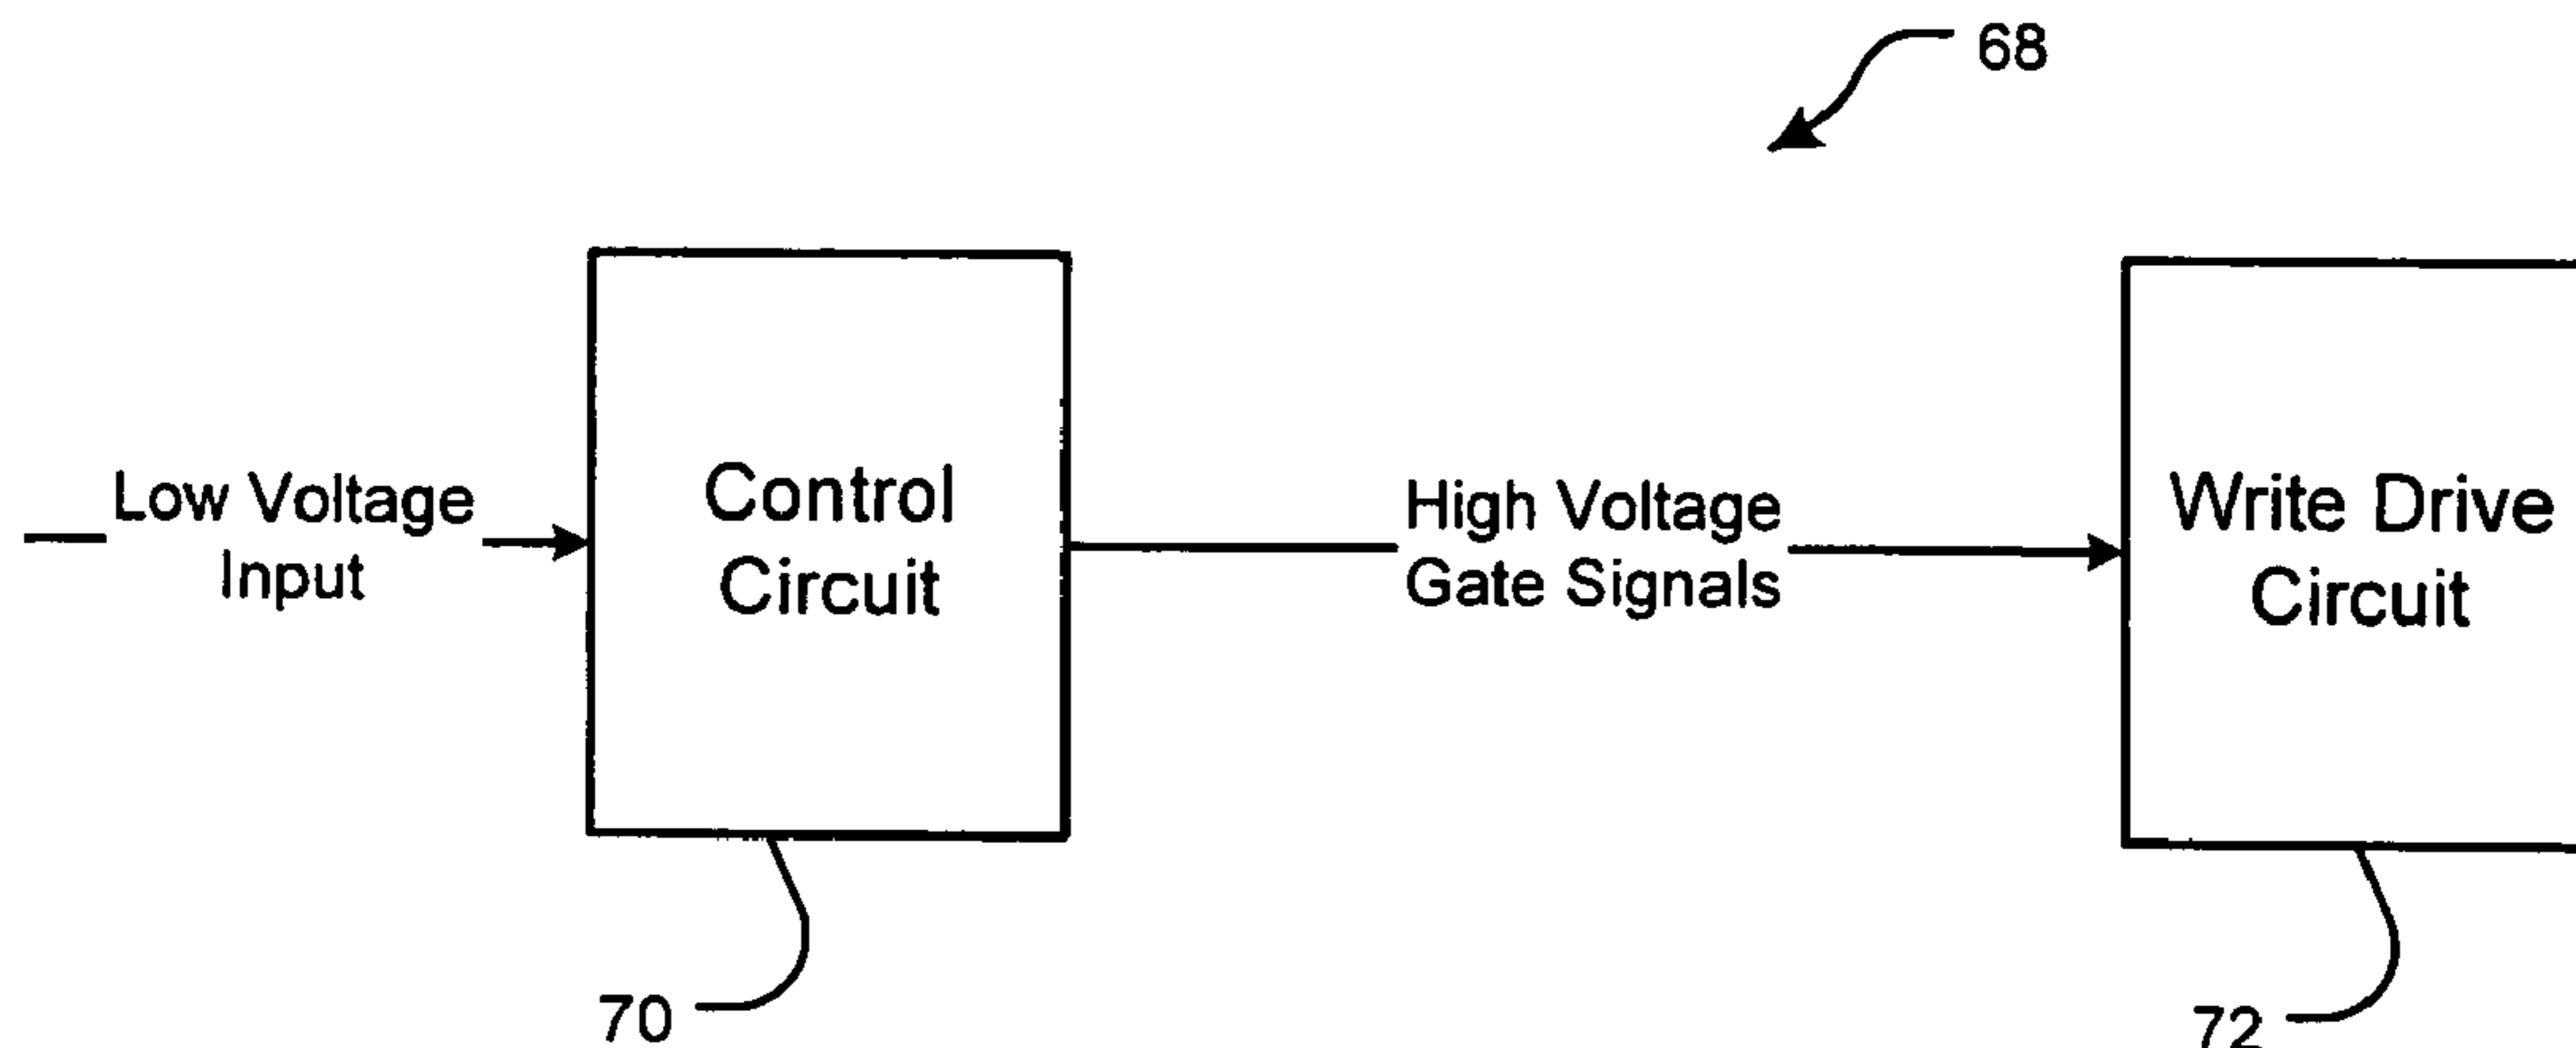 68
Low Voltage
Input
Control
Circuit
High Voltage
Gate Signals
Write Drive
Circuit
70
72